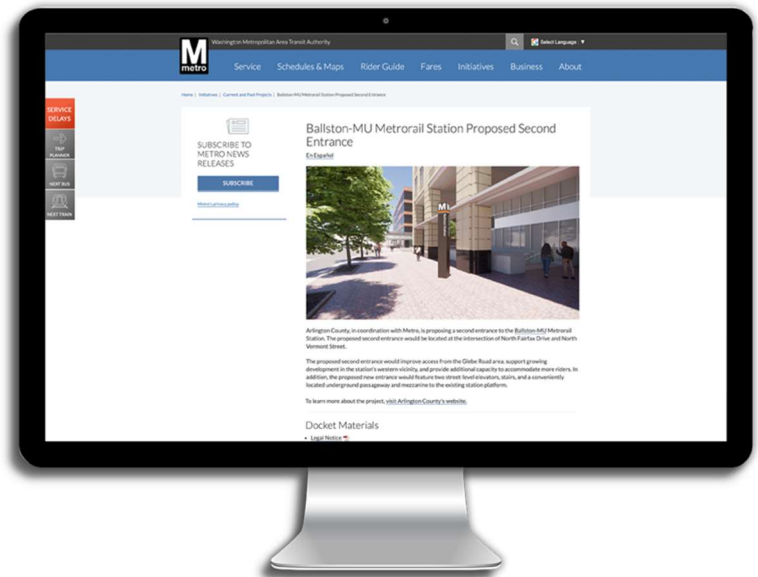 Washington Metropolitan Area Transit Authority
Select Language ▼
M
metro
Service Schedules & Maps Rider Guide Fares Initiatives Business About
Home | Initiatives | Current and Past Projects | Ballston-MU Metrorail Station Proposed Second Entrance
SERVICE
DELAYS
TRIP
PLANNER
NEXT BUS
NEXT TRAIN
SUBSCRIBE TO
METRO NEWS
RELEASES
SUBSCRIBE
Metro's privacy policy
Ballston-MU Metrorail Station Proposed Second
Entrance
En Español
M
Arlington County, in coordination with Metro, is proposing a second entrance to the Ballston-MU Metrorail
Station. The proposed second entrance would be located at the intersection of North Fairfax Drive and North
Vermont Street.
The proposed second entrance would improve access from the Glebe Road area, support growing
development in the station's western vicinity, and provide additional capacity to accommodate more riders. In
addition, the proposed new entrance would feature two street-level elevators, stairs, and a conveniently
located underground passageway and mezzanine to the existing station platform.
To learn more about the project, visit Arlington County's website.
Docket Materials
• Legal Notice